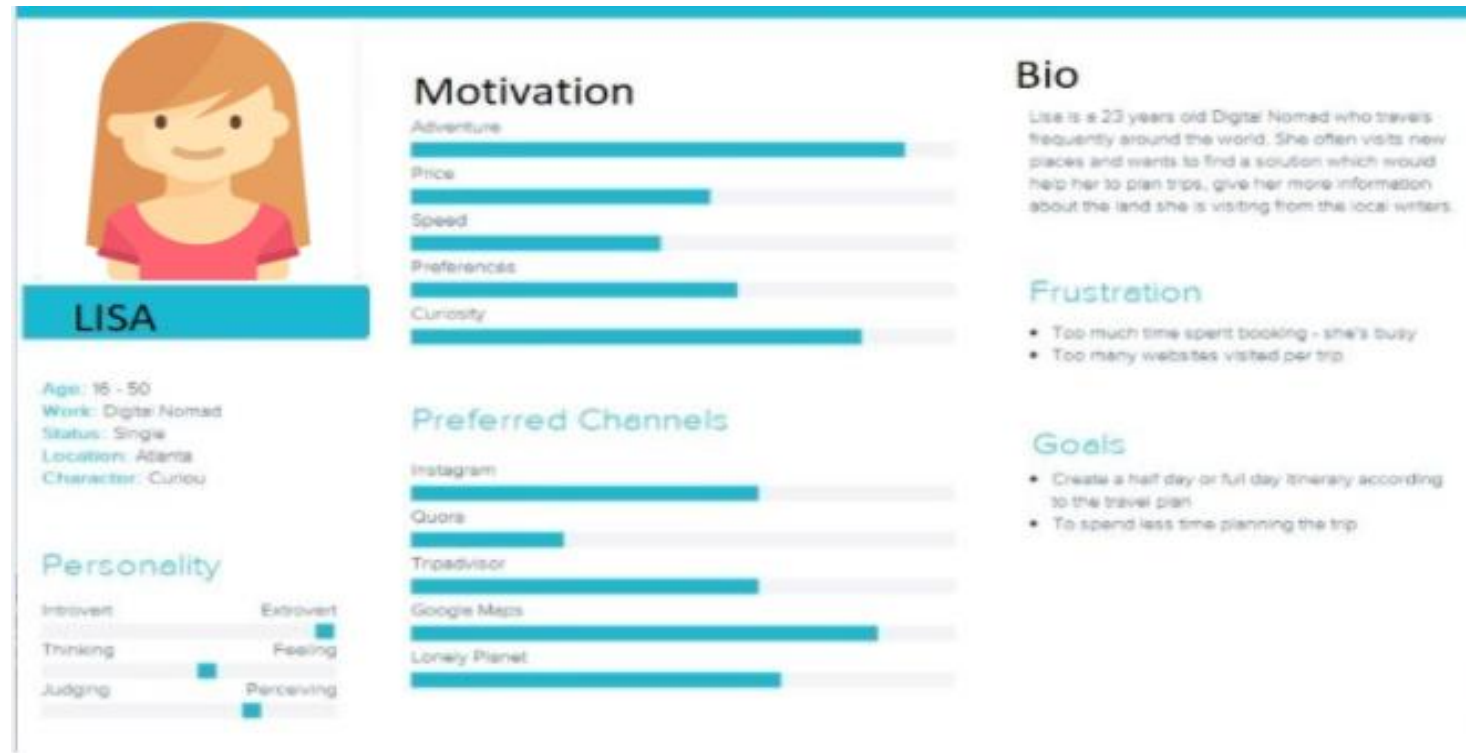 LISA
Age: 16 - 50
Work: Digital Nomad
Status: Single
Location: Atlanta
Character: Curiou
Personality
Introvert Extrovert
Thinking Feeling
Judging Perceiving
Motivation
Adventure
Price
Speed
Preferences
Curiosity
Preferred Channels
Instagram
Quora
Tripadvisor
Google Maps
Lonely Planet
Bio
Lisa is a 23 years old Digital Nomad who travels
frequently around the world. She often visits new
places and wants to find a solution which would
help her to plan trips, give her more information
about the land she is visiting from the local writers.
Frustration
• Too much time spent booking - she's busy
• Too many websites visited per trip
Goals
• Create a half day or full day itinerary according
to the travel plan
• To spend less time planning the trip